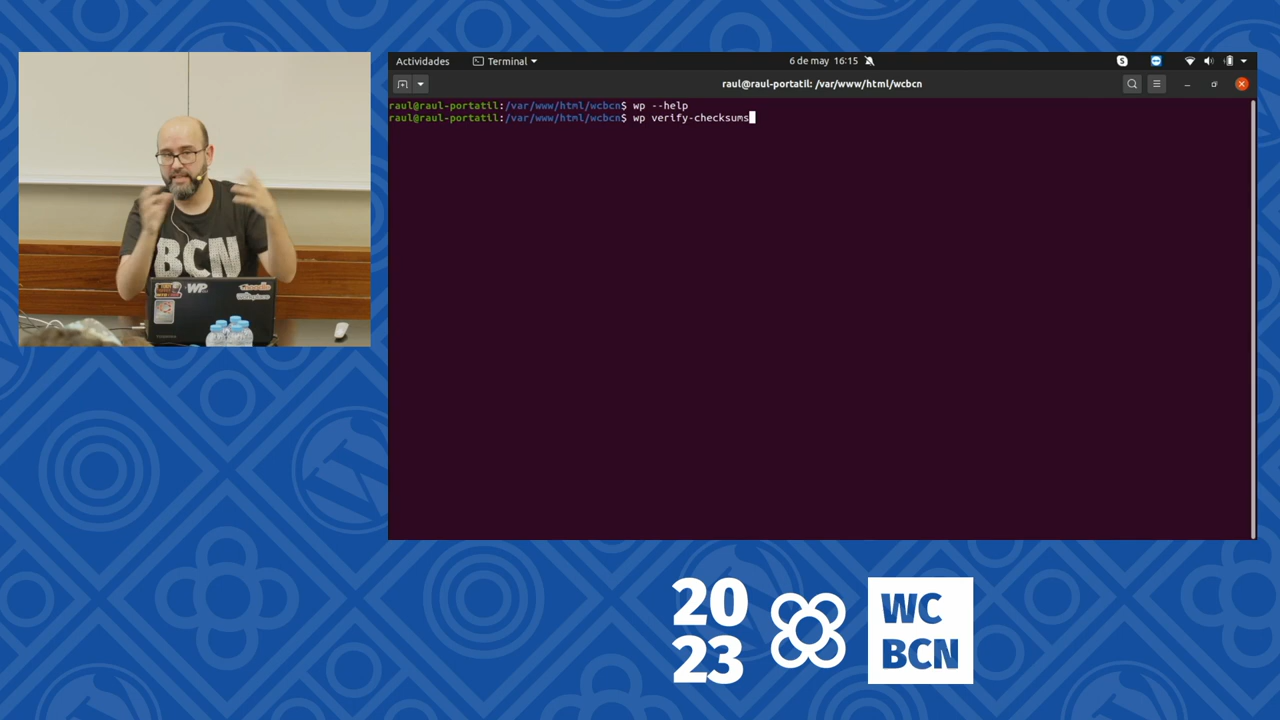 Actividades
Terminal
6 de may 16:15
raul@raul-portatil: /var/www/html/wcbcn
raul@raul-portatil:/var/www/html/wcbcn$ wp --help
raul@raul-portatil:/var/www/html/wcbcn$ wp verify-checksums
BCN
WP
20
23
WC
BCN